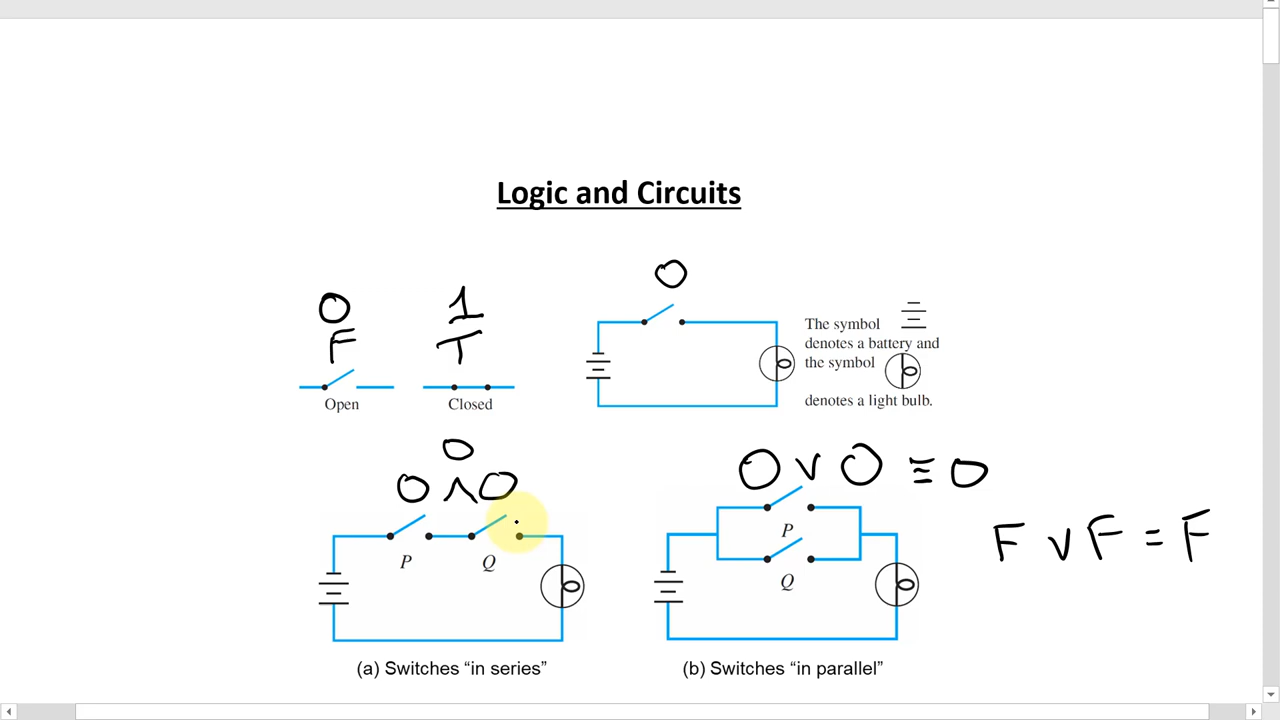 Logic and Circuits
0
1
F
T
Open
Closed
0
The symbol
denotes a battery and
the symbol
denotes a light bulb.
0
0 ∧ 0
P
Q
(a) Switches “in series”
0 ∨ 0 ≡ 0
P
Q
F ∨ F = F
(b) Switches “in parallel”